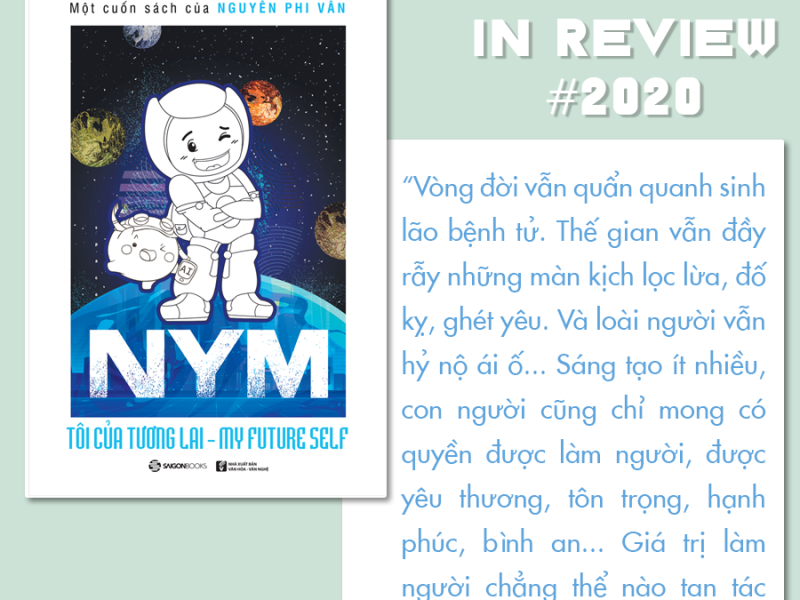 Một cuốn sách của NGUYỄN PHI VÂN
AI
NYM
TÔI CỦA TƯƠNG LAI - MY FUTURE SELF
SAIGONBOOKS
NHÀ XUẤT BẢN
VĂN HÓA - VĂN NGHỆ
IN REVIEW
#2020
“Vòng đời vẫn quẩn quanh sinh
lão bệnh tử. Thế gian vẫn đầy
rẫy những màn kịch lọc lừa, đố
kỵ, ghét yêu. Và loài người vẫn
hỷ nộ ái ố... Sáng tạo ít nhiều,
con người cũng chỉ mong có
quyền được làm người, được
yêu thương, tôn trọng, hạnh
phúc, bình an... Giá trị làm
người chẳng thể nào tan tác